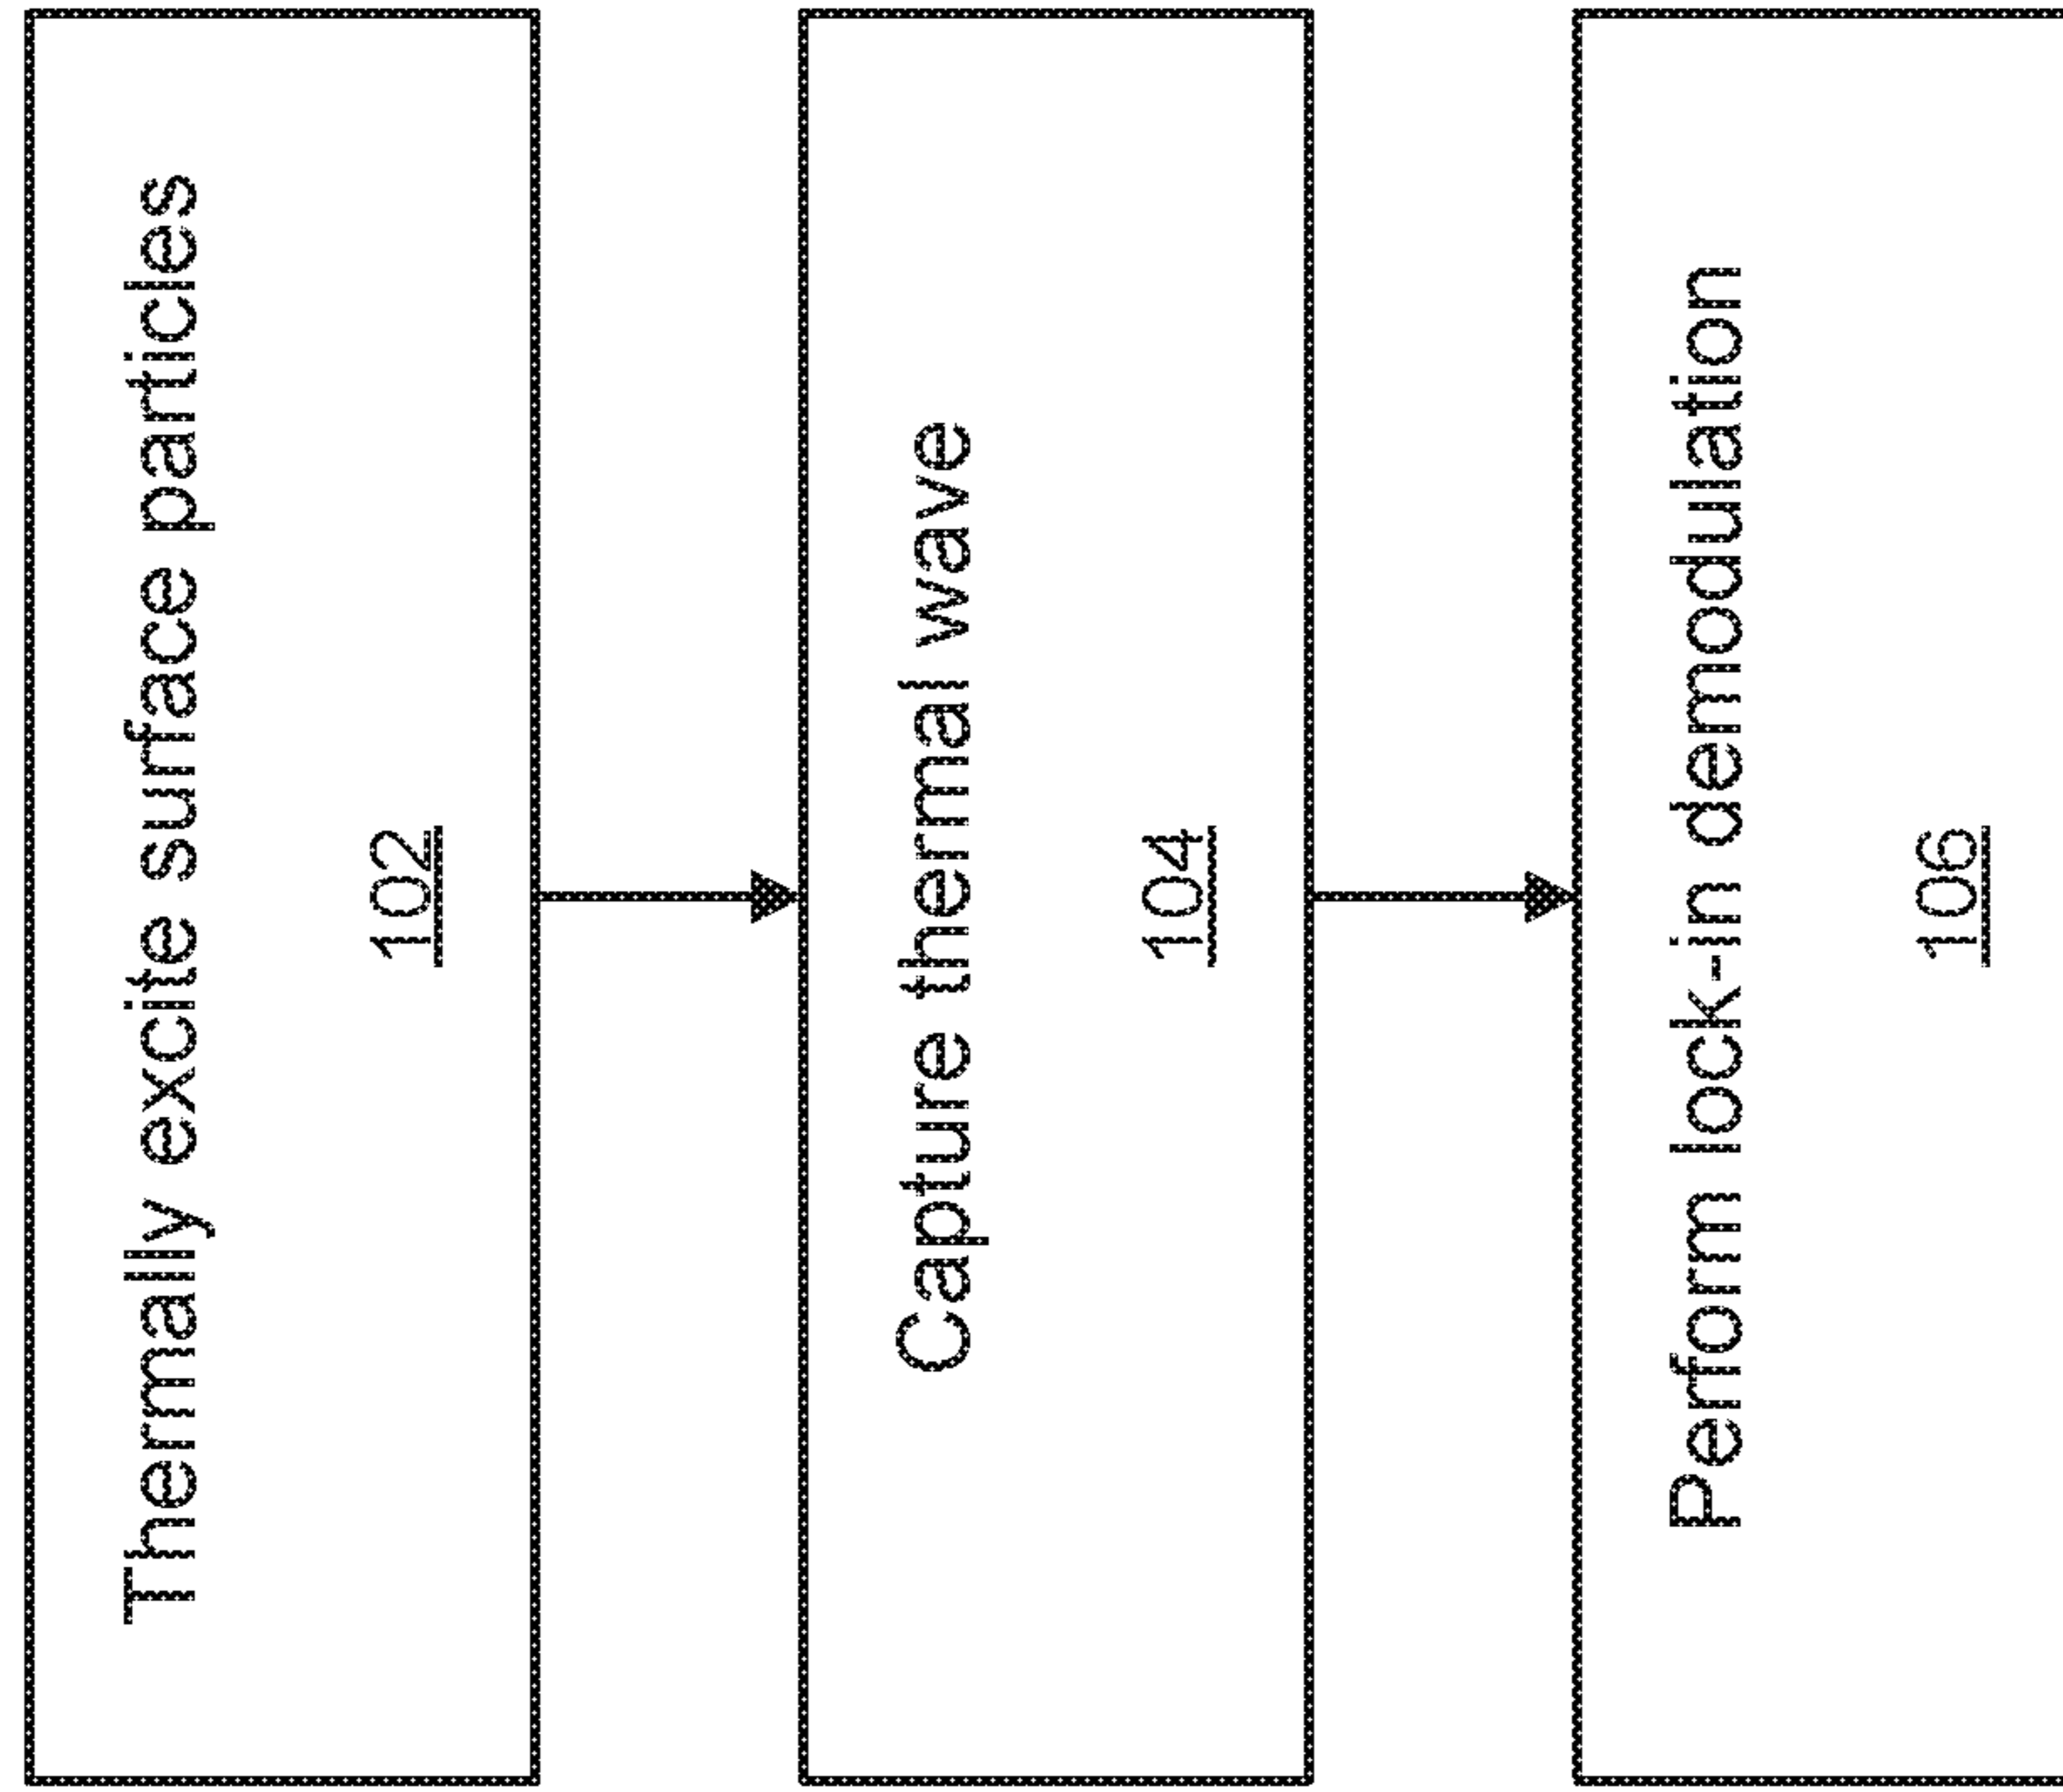 Thermally excite surface particles
102
Capture thermal wave
104
Perform lock-in demodulation
106